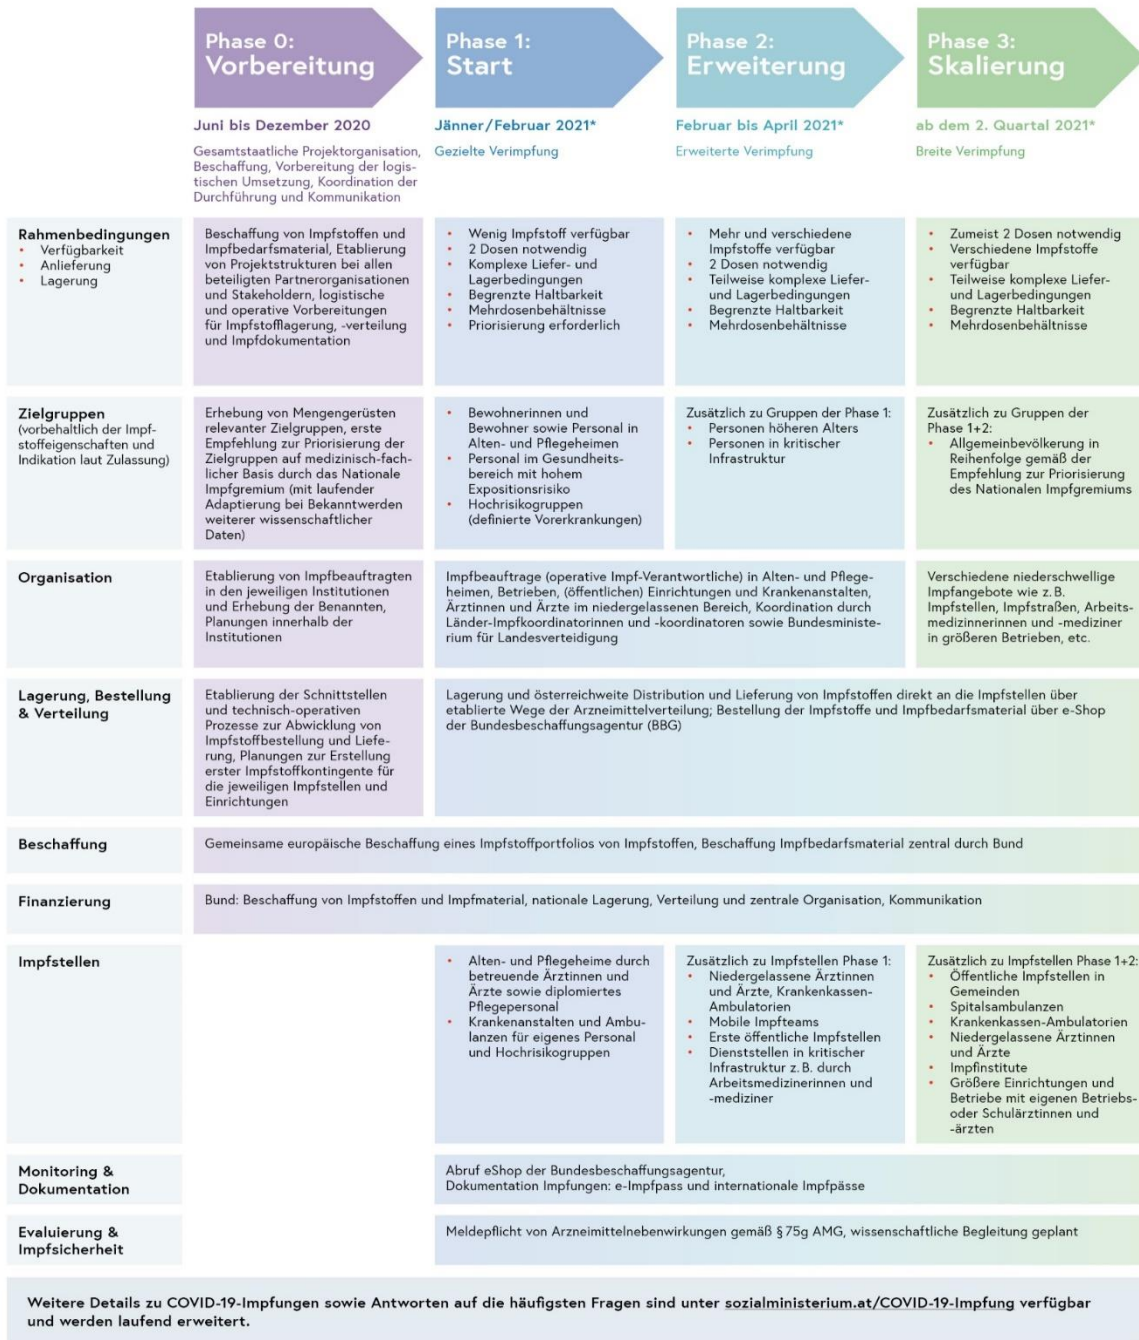 Phase 0:
Vorbereitung
Phase 1:
Start
Phase 2:
Erweiterung
Phase 3:
Skalierung
Juni bis Dezember 2020
Gesamtstaatliche Projektorganisation,
Beschaffung, Vorbereitung der logis-
tischen Umsetzung, Koordination der
Durchführung und Kommunikation
Jänner/Februar 2021*
Gezielte Verimpfung
Februar bis April 2021*
Erweiterte Verimpfung
ab dem 2. Quartal 2021*
Breite Verimpfung
Rahmenbedingungen
• Verfügbarkeit
• Anlieferung
• Lagerung
Beschaffung von Impfstoffen und
Impfbedarfsmaterial, Etablierung
von Projektstrukturen bei allen
beteiligten Partnerorganisationen
und Stakeholdern, logistische
und operative Vorbereitungen
für Impfstofflagerung, -verteilung
und Impfdokumentation
• Wenig Impfstoff verfügbar
• 2 Dosen notwendig
• Komplexe Liefer- und
Lagerbedingungen
• Begrenzte Haltbarkeit
• Mehrdosenbehältnisse
• Priorisierung erforderlich
• Mehr und verschiedene
Impfstoffe verfügbar
• 2 Dosen notwendig
• Teilweise komplexe Liefer-
und Lagerbedingungen
• Begrenzte Haltbarkeit
• Mehrdosenbehältnisse
• Zumeist 2 Dosen notwendig
• Verschiedene Impfstoffe
verfügbar
• Teilweise komplexe Liefer-
und Lagerbedingungen
• Begrenzte Haltbarkeit
• Mehrdosenbehältnisse
Zielgruppen
(vorbehaltlich der Impf-
stoffeigenschaften und
Indikation laut Zulassung)
Erhebung von Mengengerüsten
relevanter Zielgruppen, erste
Empfehlung zur Priorisierung der
Zielgruppen auf medizinisch-fach-
licher Basis durch das Nationale
Impfgremium (mit laufender
Adaptierung bei Bekanntwerden
weiterer wissenschaftlicher
Daten)
• Bewohnerinnen und
Bewohner sowie Personal in
Alten- und Pflegeheimen
• Personal im Gesundheits-
bereich mit hohem
Expositionsrisiko
• Hochrisikogruppen
(definierte Vorerkrankungen)
Zusätzlich zu Gruppen der Phase 1:
• Personen höheren Alters
• Personen in kritischer
Infrastruktur
Zusätzlich zu Gruppen der
Phase 1+2:
• Allgemeinbevölkerung in
Reihenfolge gemäß der
Empfehlung zur Priorisierung
des Nationalen Impfgremiums
Organisation
Etablierung von Impfbeauftragten
in den jeweiligen Institutionen
und Erhebung der Benannten,
Planungen innerhalb der
Institutionen
Impfbeauftrage (operative Impf-Verantwortliche) in Alten- und Pflege-
heimen, Betrieben, (öffentlichen) Einrichtungen und Krankenanstalten,
Ärztinnen und Ärzte im niedergelassenen Bereich, Koordination durch
Länder-Impfkoordinatorinnen und -koordinatoren sowie Bundesministe-
rium für Landesverteidigung
Verschiedene niederschwellige
Impfangebote wie z. B.
Impfstellen, Impfstraßen, Arbeits-
medizinnerinnen und -mediziner
in größeren Betrieben, etc.
Lagerung, Bestellung
& Verteilung
Etablierung der Schnittstellen
und technisch-operativen
Prozesse zur Abwicklung von
Impfstoffbestellung und Liefe-
rung, Planungen zur Erstellung
erster Impfstoffkontingente für
die jeweiligen Impfstellen und
Einrichtungen
Lagerung und österreichweite Distribution und Lieferung von Impfstoffen direkt an die Impfstellen über
etablierte Wege der Arzneimittelverteilung; Bestellung der Impfstoffe und Impfbedarfsmaterial über e-Shop
der Bundesbeschaffungsagentur (BBG)
Beschaffung
Gemeinsame europäische Beschaffung eines Impfstoffportfolios von Impfstoffen, Beschaffung Impfbedarfsmaterial zentral durch Bund
Finanzierung
Bund: Beschaffung von Impfstoffen und Impfmaterial, nationale Lagerung, Verteilung und zentrale Organisation, Kommunikation
Impfstellen
• Alten- und Pflegeheime durch
betreuende Ärztinnen und
Ärzte sowie diplomiertes
Pflegepersonal
• Krankenanstalten und Ambu-
lanzen für eigenes Personal
und Hochrisikogruppen
Zusätzlich zu Impfstellen Phase 1:
• Niedergelassene Ärztinnen
und Ärzte, Krankenkassen-
Ambulatorien
• Mobile Impfteams
• Erste öffentliche Impfstellen
• Dienststellen in kritischer
Infrastruktur z. B. durch
Arbeitsmedizinerinnen und
-mediziner
Zusätzlich zu Impfstellen Phase 1+2:
• Öffentliche Impfstellen in
Gemeinden
• Spitalsambulanzen
• Krankenkassen-Ambulatorien
• Niedergelassene Ärztinnen
und Ärzte
• Impfinstitute
• Größere Einrichtungen und
Betriebe mit eigenen Betriebs-
oder Schulärztinnen und
-ärzten
Monitoring &
Dokumentation
Abruf eShop der Bundesbeschaffungsagentur,
Dokumentation Impfungen: e-Impfpass und internationale Impfpässe
Evaluierung &
Impfsicherheit
Meldepflicht von Arzneimittelnebenwirkungen gemäß § 75g AMG, wissenschaftliche Begleitung geplant
Weitere Details zu COVID-19-Impfungen sowie Antworten auf die häufigsten Fragen sind unter sozialministerium.at/COVID-19-Impfung verfügbar
und werden laufend erweitert.